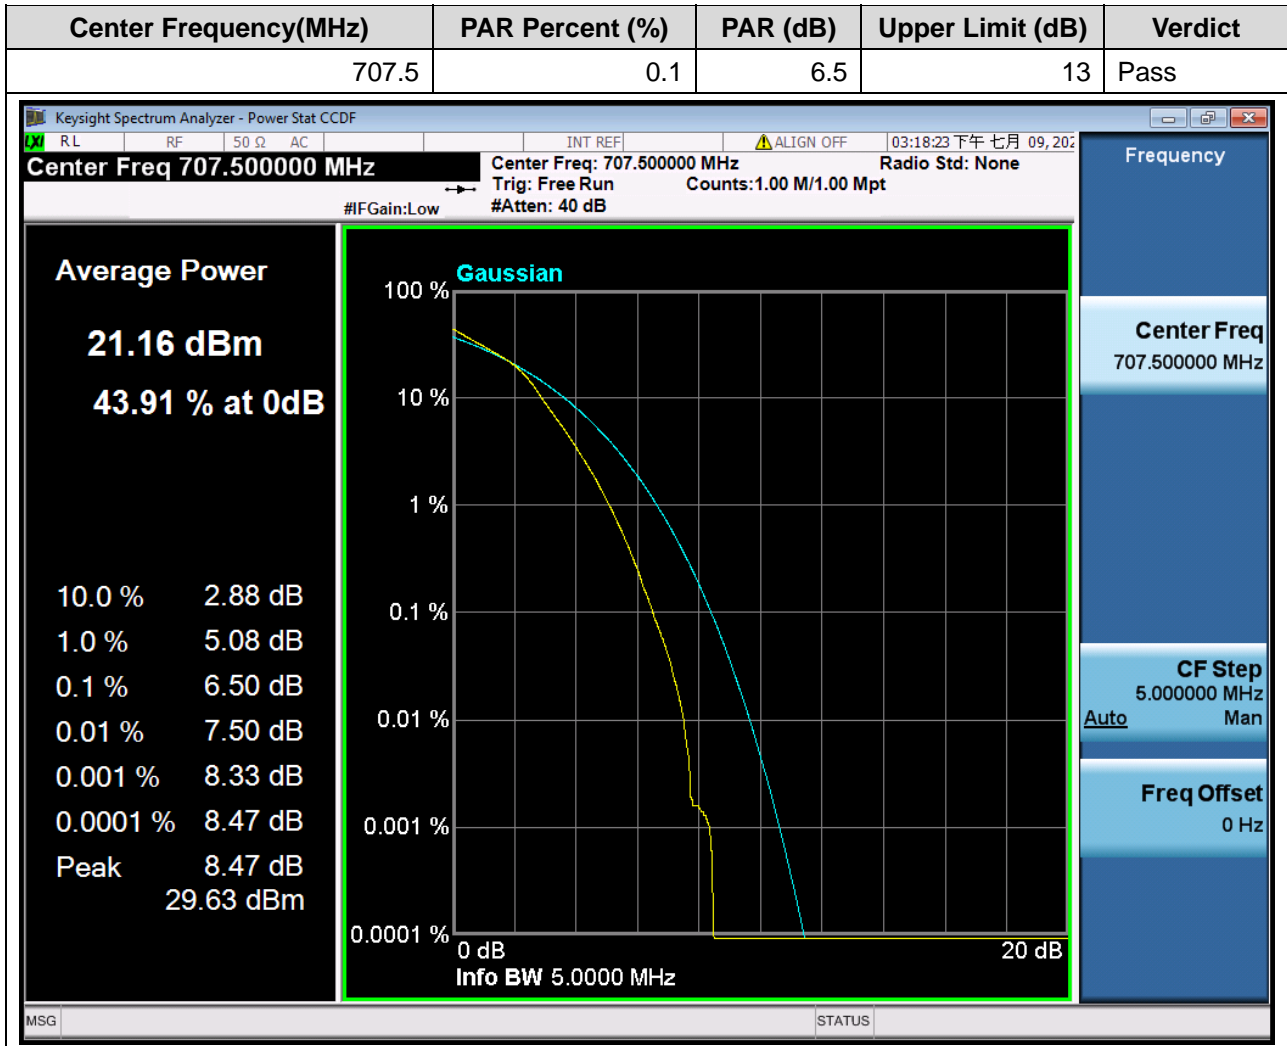 Center Frequency(MHz) PAR Percent (%) PAR (dB) Upper Limit (dB) Verdict
707.5 0.1 6.5 13 Pass
Keysight Spectrum Analyzer - Power Stat CCDF
LXI RL RF 50 Ω AC INT REF ALIGN OFF 03:18:23 下午 七月 09, 202
Center Freq 707.500000 MHz
Center Freq: 707.500000 MHz Radio Std: None
Trig: Free Run Counts:1.00 M/1.00 Mpt
#IFGain:Low #Atten: 40 dB
Average Power
21.16 dBm
43.91 % at 0dB
10.0 % 2.88 dB
1.0 % 5.08 dB
0.1 % 6.50 dB
0.01 % 7.50 dB
0.001 % 8.33 dB
0.0001 % 8.47 dB
Peak 8.47 dB
29.63 dBm
Gaussian
100 %
10 %
1 %
0.1 %
0.01 %
0.001 %
0.0001 %
0 dB 20 dB
Info BW 5.0000 MHz
Frequency
Center Freq
707.500000 MHz
CF Step
5.000000 MHz
Auto Man
Freq Offset
0 Hz
MSG STATUS